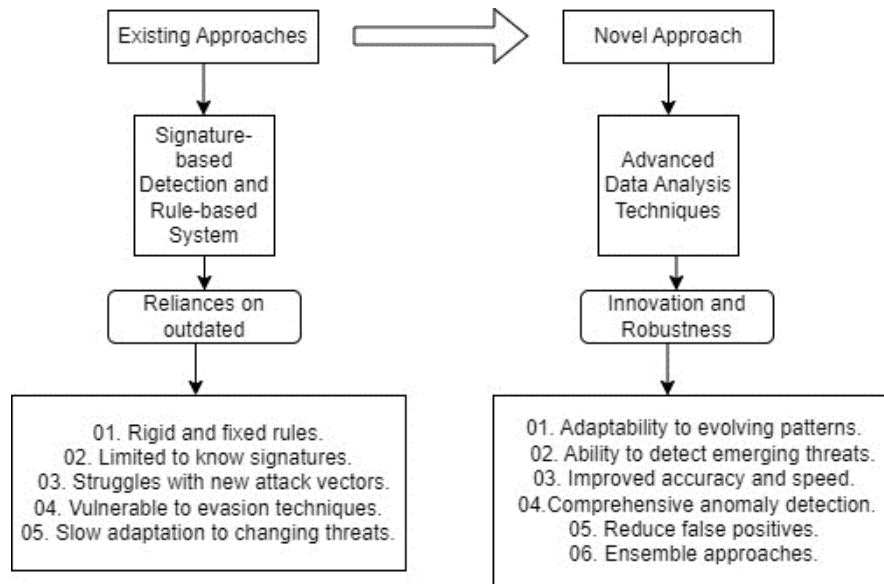 Existing Approaches
Novel Approach
Signature-
based
Detection and
Rule-based
System
Advanced
Data Analysis
Techniques
Reliances on
outdated
Innovation and
Robustness
01. Rigid and fixed rules.
02. Limited to know signatures.
03. Struggles with new attack vectors.
04. Vulnerable to evasion techniques.
05. Slow adaptation to changing threats.
01. Adaptability to evolving patterns.
02. Ability to detect emerging threats.
03. Improved accuracy and speed.
04.Comprehensive anomaly detection.
05. Reduce false positives.
06. Ensemble approaches.